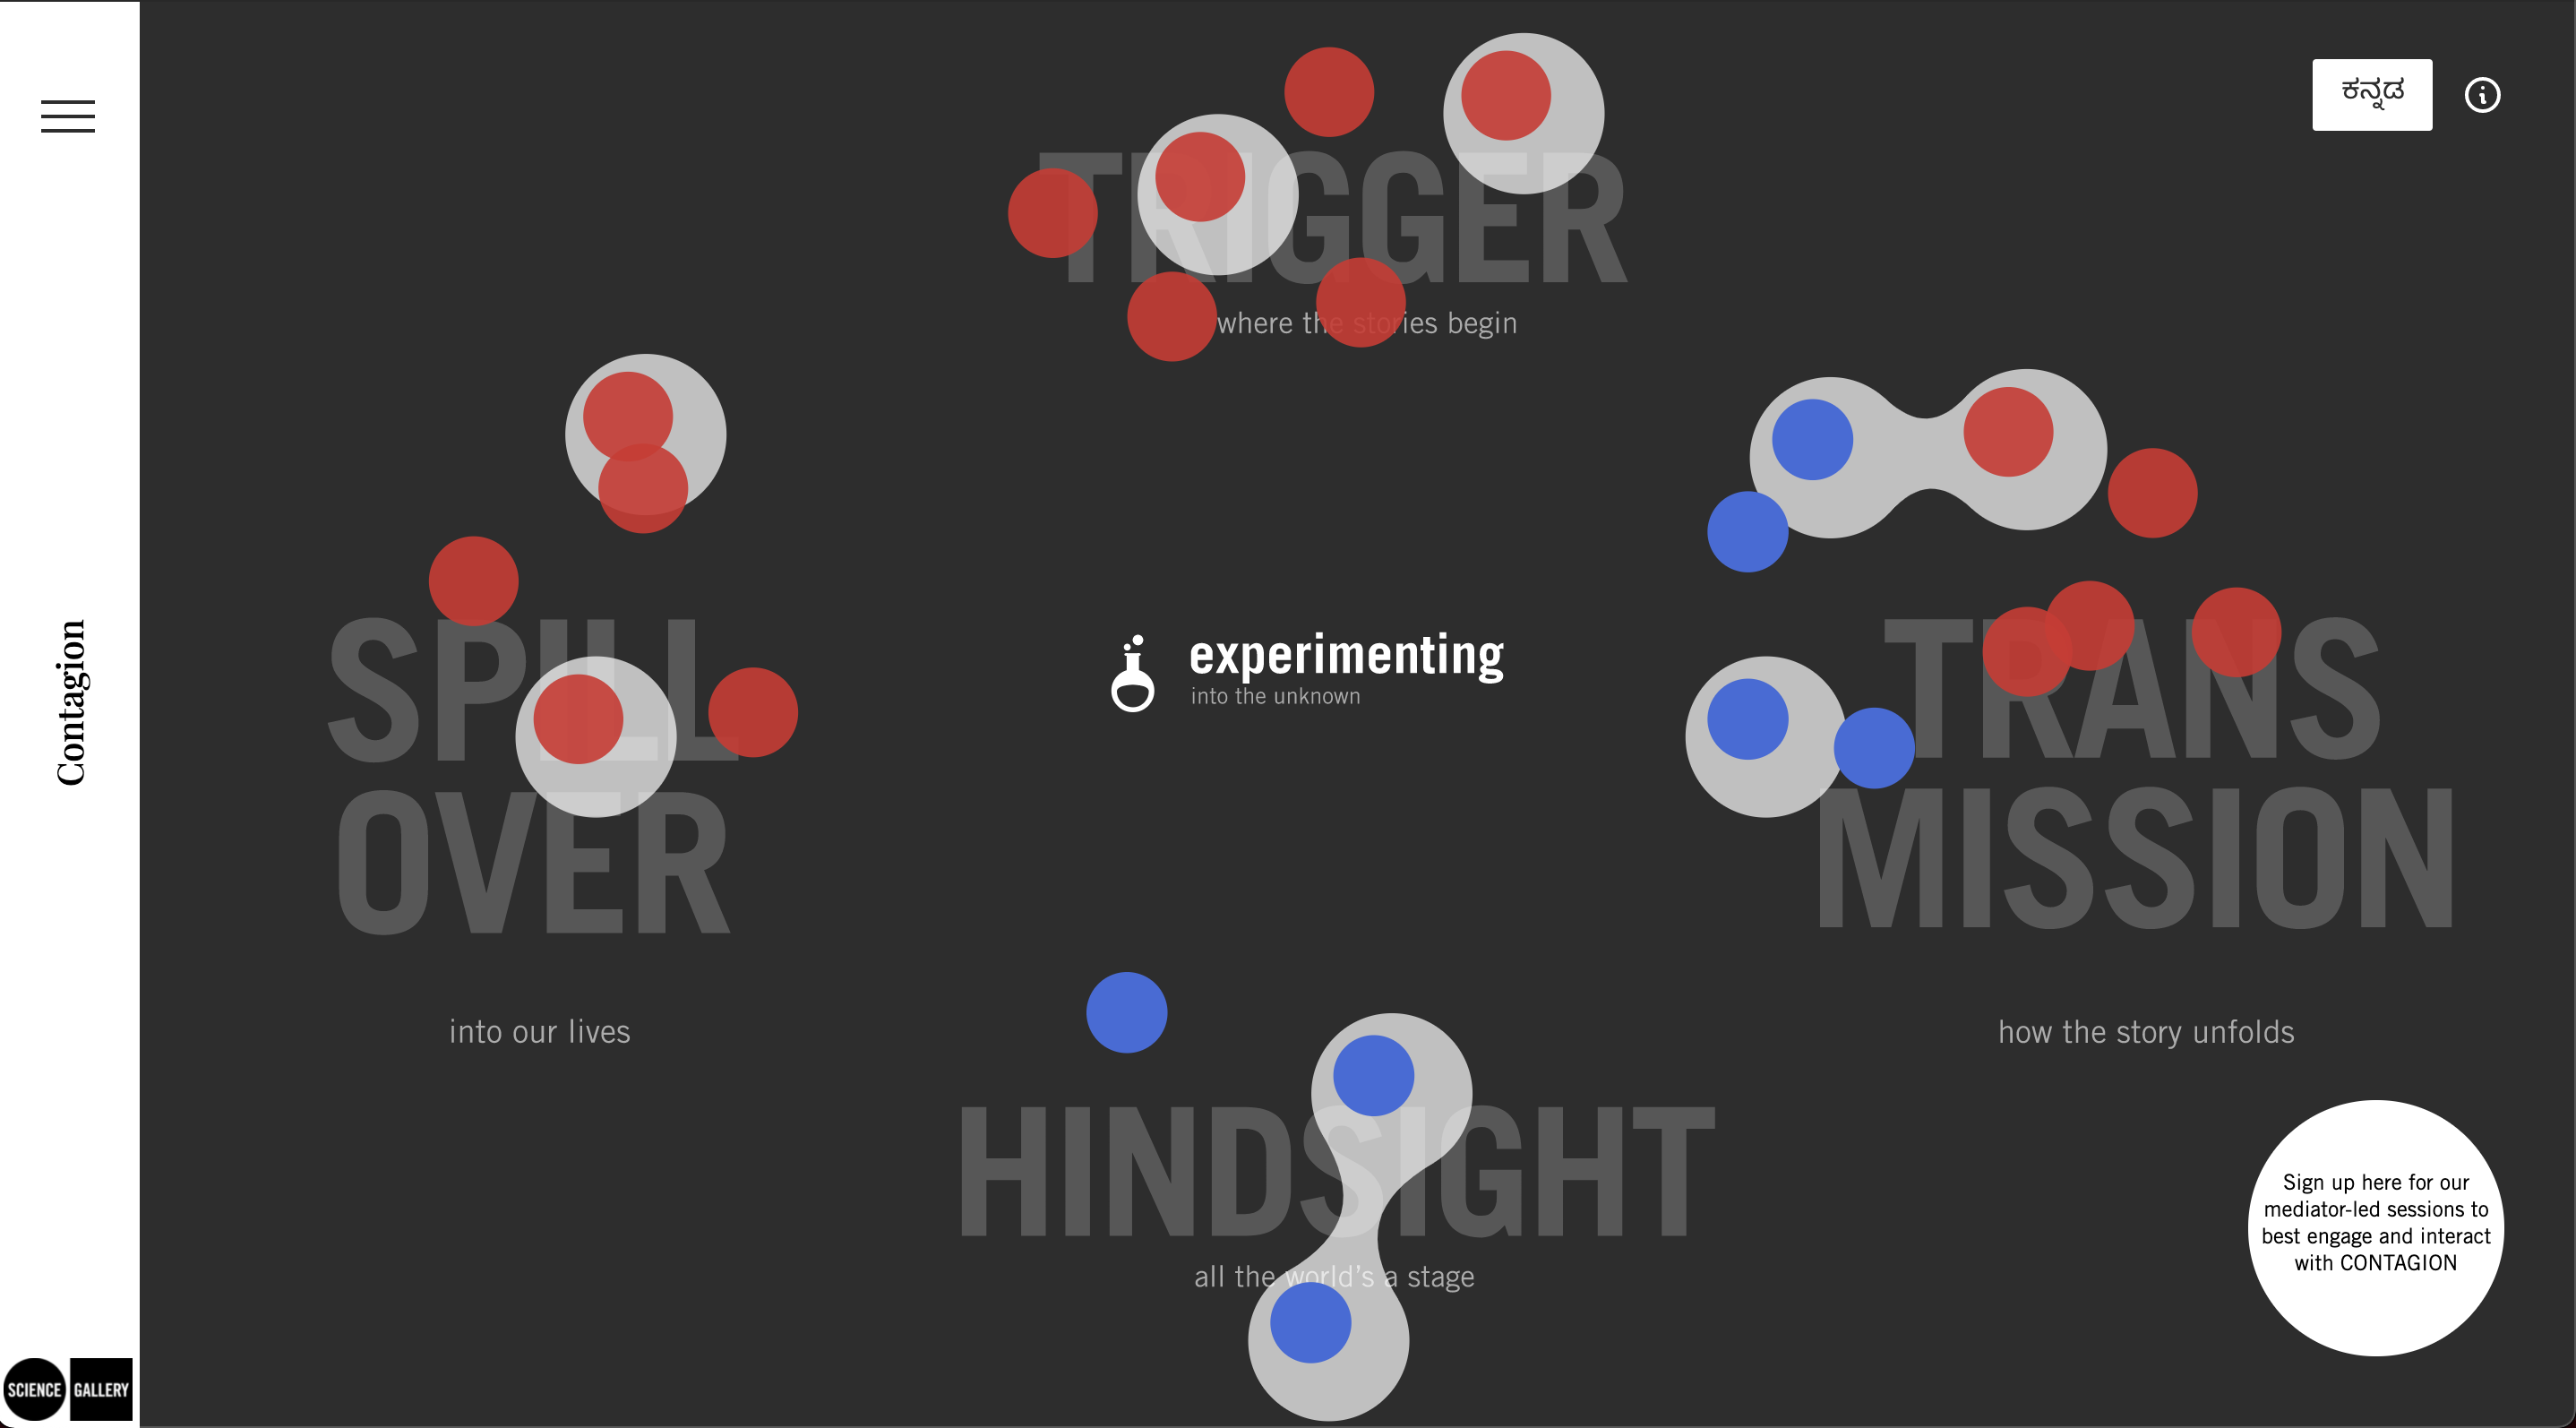 Contagion
SCIENCE GALLERY
ಕನ್ನಡ
TRIGGER
where the stories begin
SPILL
OVER
into our lives
experimenting
into the unknown
TRANS
MISSION
how the story unfolds
HINDSIGHT
all the world's a stage
Sign up here for our
mediator-led sessions to
best engage and interact
with CONTAGION